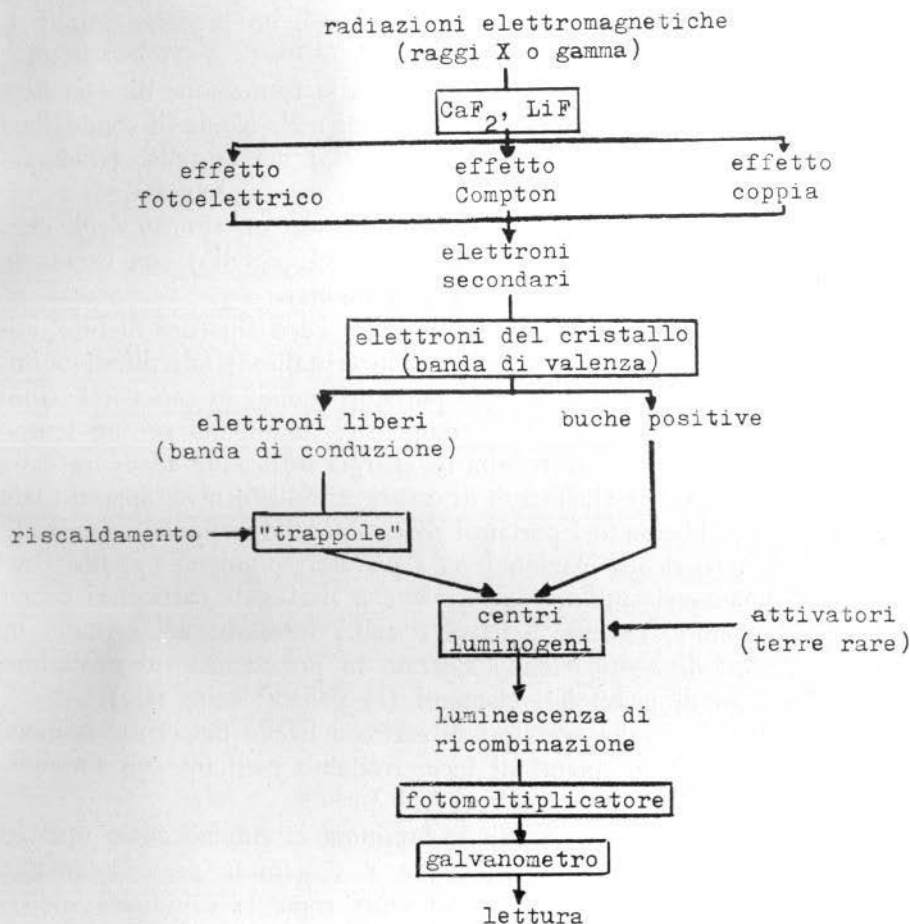 radiazioni elettromagnetiche
(raggi X o gamma)
CaF2, LiF
effetto
fotoelettrico
effetto
Compton
effetto
coppia
elettroni
secondari
elettroni del cristallo
(banda di valenza)
elettroni liberi
(banda di conduzione)
buche positive
riscaldamento
"trappole"
centri
luminogeni
attivatori
(terre rare)
luminescenza di
ricombinazione
fotomoltiplicatore
galvanometro
lettura